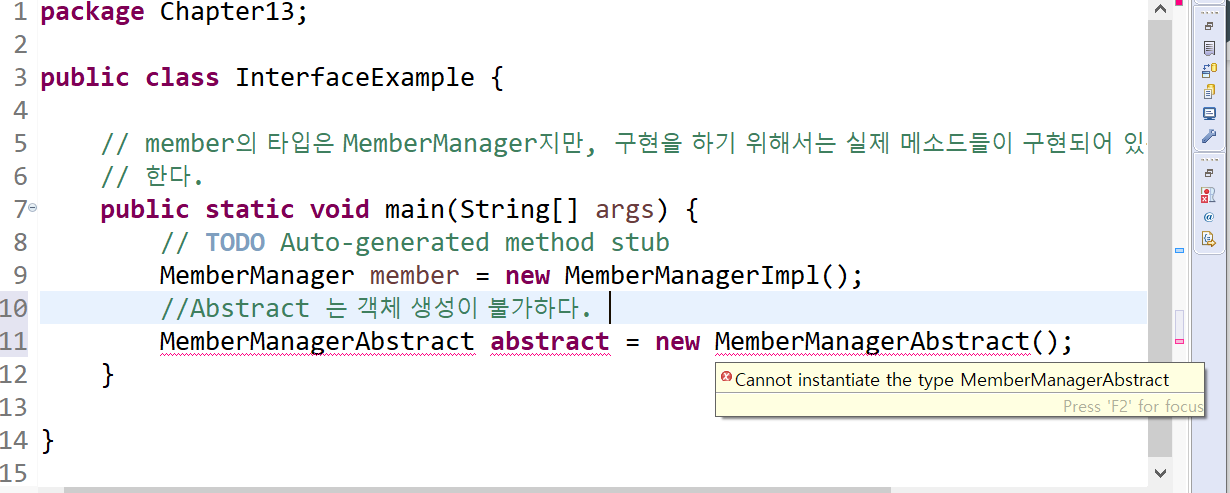 1 package Chapter13;
2
3 public class InterfaceExample {
4
5 // member의 타입은 MemberManager지만, 구현을 하기 위해서는 실제 메소드들이 구현되어 있
6 // 한다.
7 public static void main(String[] args) {
8 // TODO Auto-generated method stub
9 MemberManager member = new MemberManagerImpl();
10 //Abstract 는 객체 생성이 불가하다.
11 MemberManagerAbstract abstract = new MemberManagerAbstract();
12 }
Cannot instantiate the type MemberManagerAbstract
Press 'F2' for focus
13
14 }
15